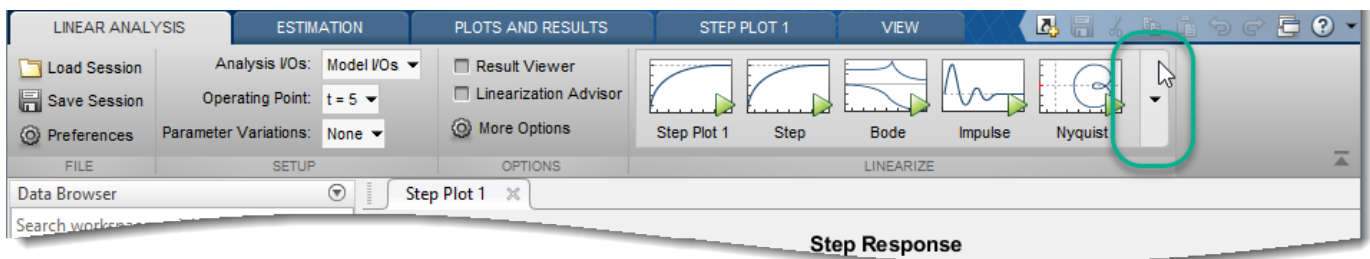 LINEAR ANALYSIS ESTIMATION PLOTS AND RESULTS STEP PLOT 1 VIEW
Load Session Analysis I/Os: Model I/Os Result Viewer
Save Session Operating Point: t = 5 Linearization Advisor
Preferences Parameter Variations: None More Options Step Plot 1 Step Bode Impulse Nyquist
FILE SETUP OPTIONS LINEARIZE
Data Browser Step Plot 1
Search workspace
Step Response